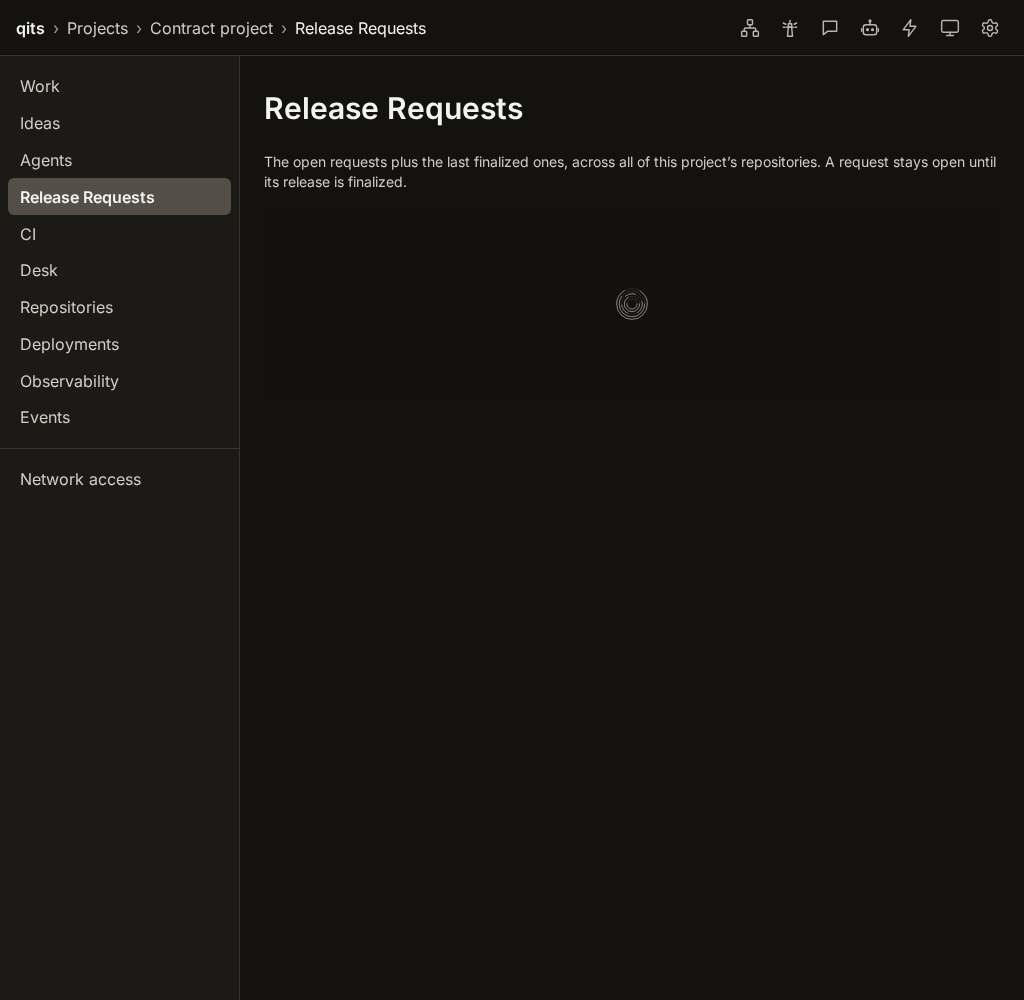 qits › Projects › Contract project › Release Requests
Work
Ideas
Agents
Release Requests
CI
Desk
Repositories
Deployments
Observability
Events
Network access
Release Requests
The open requests plus the last finalized ones, across all of this project’s repositories. A request stays open until
its release is finalized.